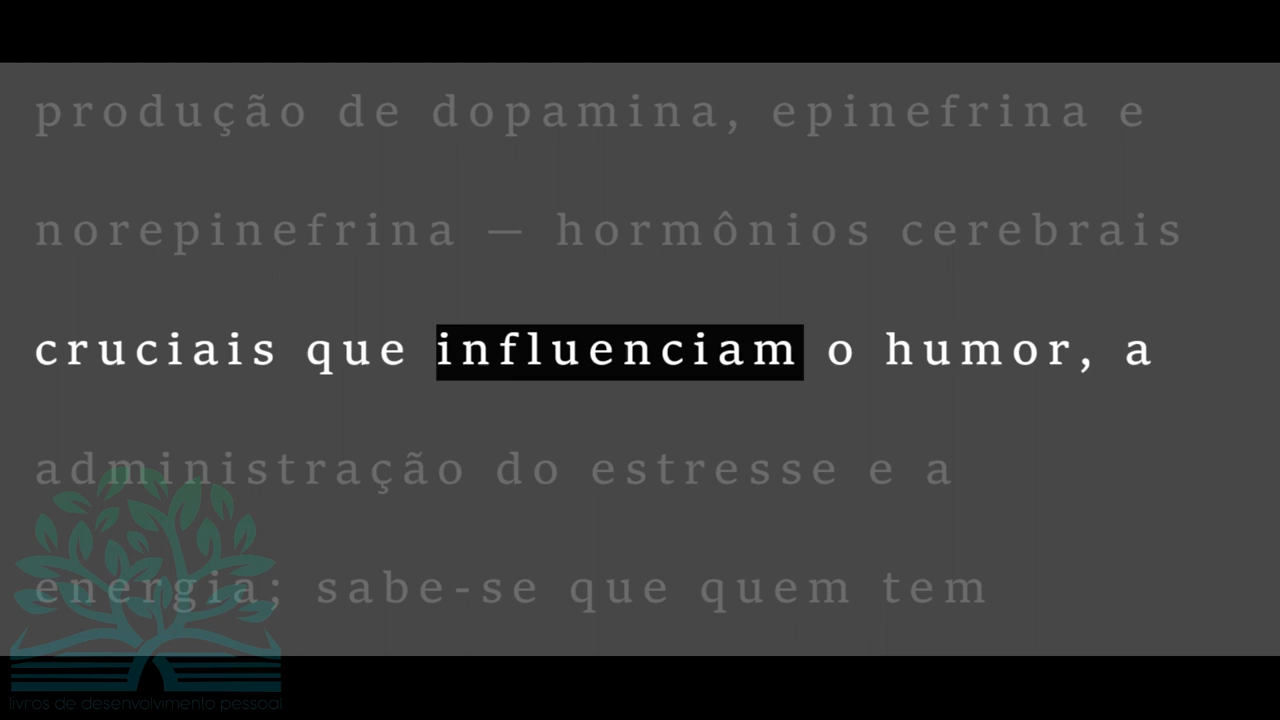 produção de dopamina, epinefrina e
norepinefrina — hormônios cerebrais
cruciais que influenciam o humor, a
administração do estresse e a
energia; sabe-se que quem tem
livros de desenvolvimento pessoal